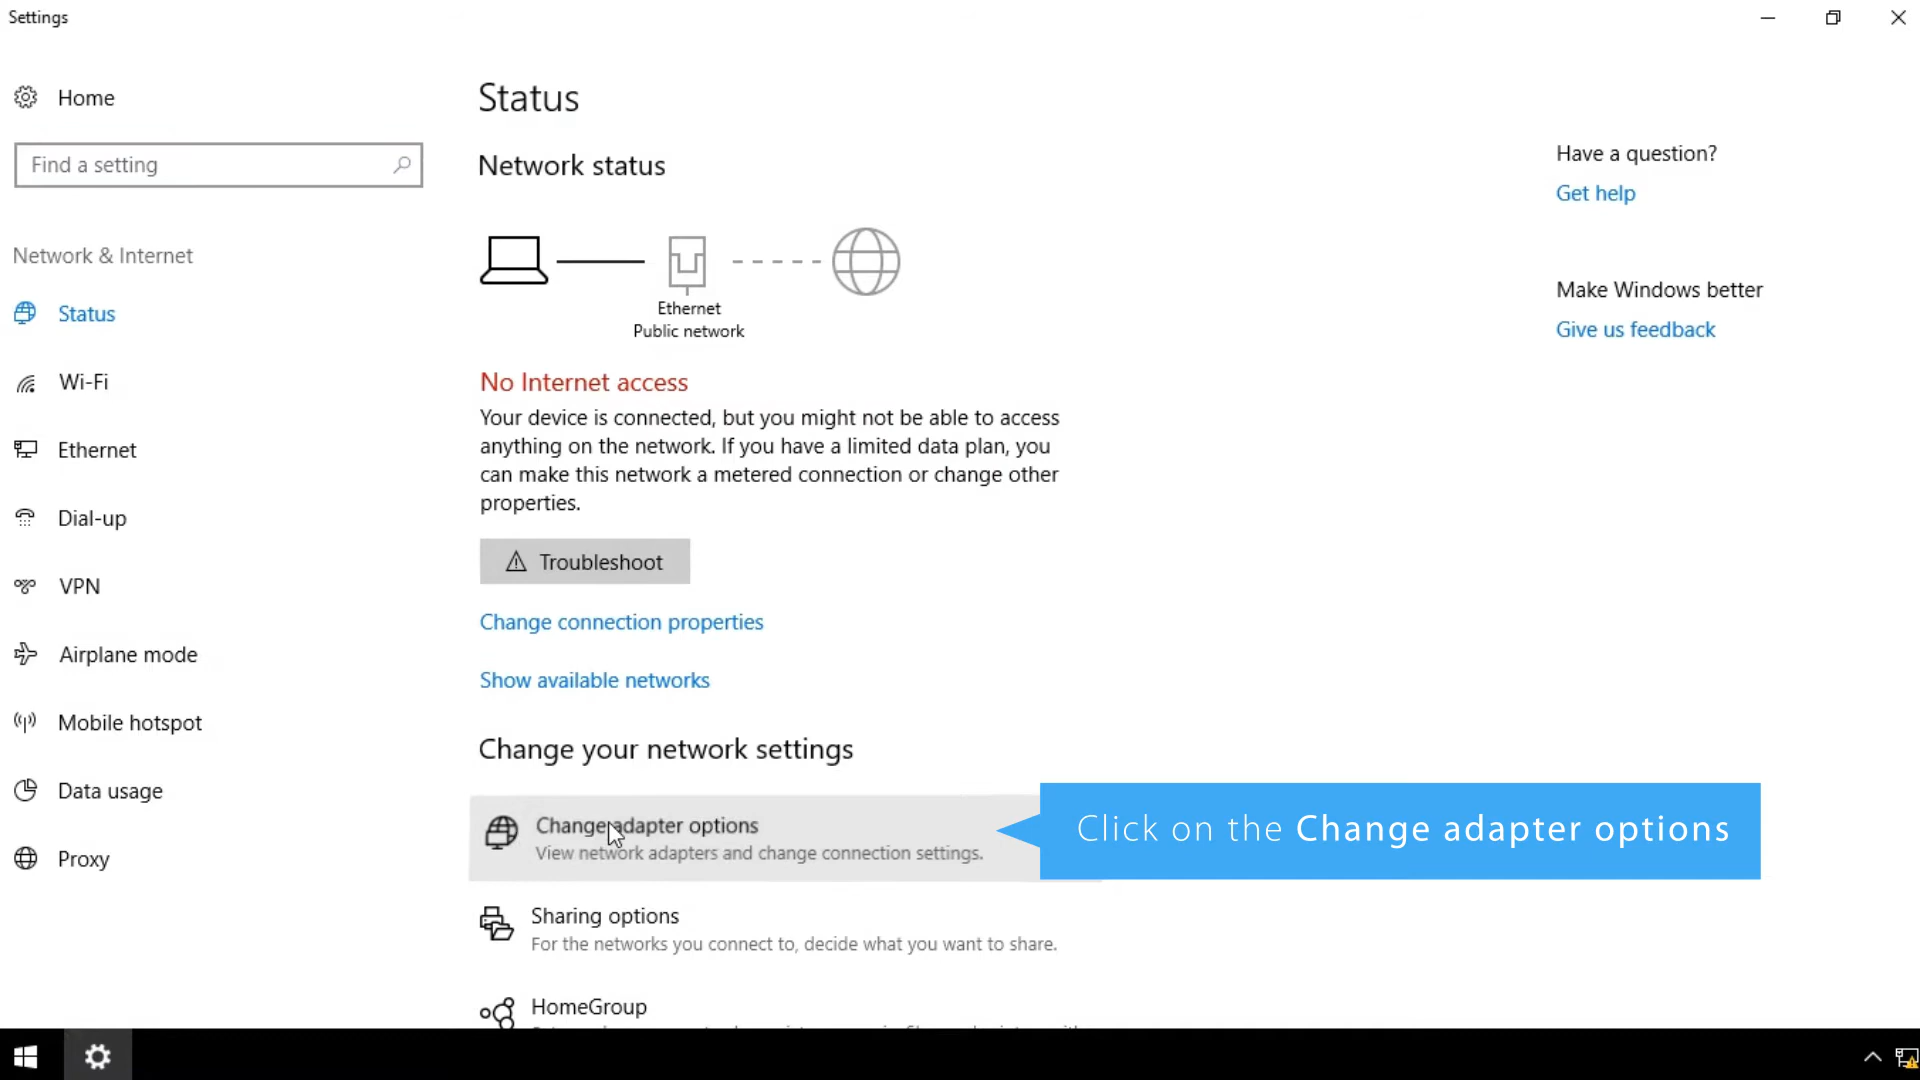 Settings
Home
Find a setting
Network & Internet
Status
Wi-Fi
Ethernet
Dial-up
VPN
Airplane mode
Mobile hotspot
Data usage
Proxy
Status
Network status
Ethernet
Public network
No Internet access
Your device is connected, but you might not be able to access
anything on the network. If you have a limited data plan, you
can make this network a metered connection or change other
properties.
Troubleshoot
Change connection properties
Show available networks
Change your network settings
Change adapter options
View network adapters and change connection settings.
Sharing options
For the networks you connect to, decide what you want to share.
HomeGroup
Click on the Change adapter options
Have a question?
Get help
Make Windows better
Give us feedback